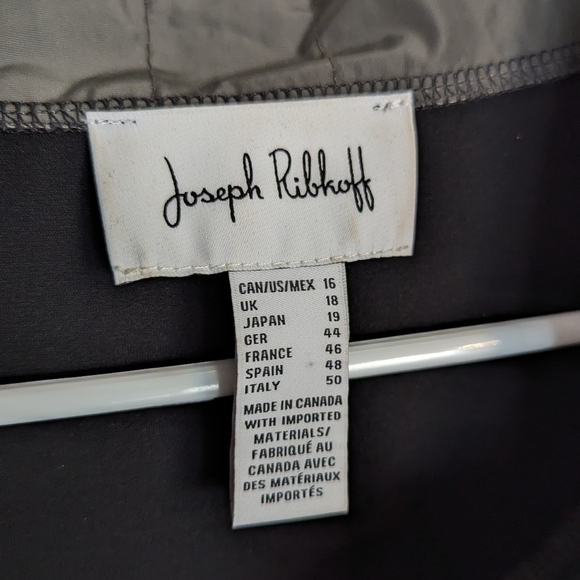 Joseph Ribkoff
CAN/US/MEX 16
UK 18
JAPAN 19
GER 44
FRANCE 46
SPAIN 48
ITALY 50
MADE IN CANADA
WITH IMPORTED
MATERIALS/
FABRIQUÉ AU
CANADA AVEC
DES MATÉRIAUX
IMPORTÉS